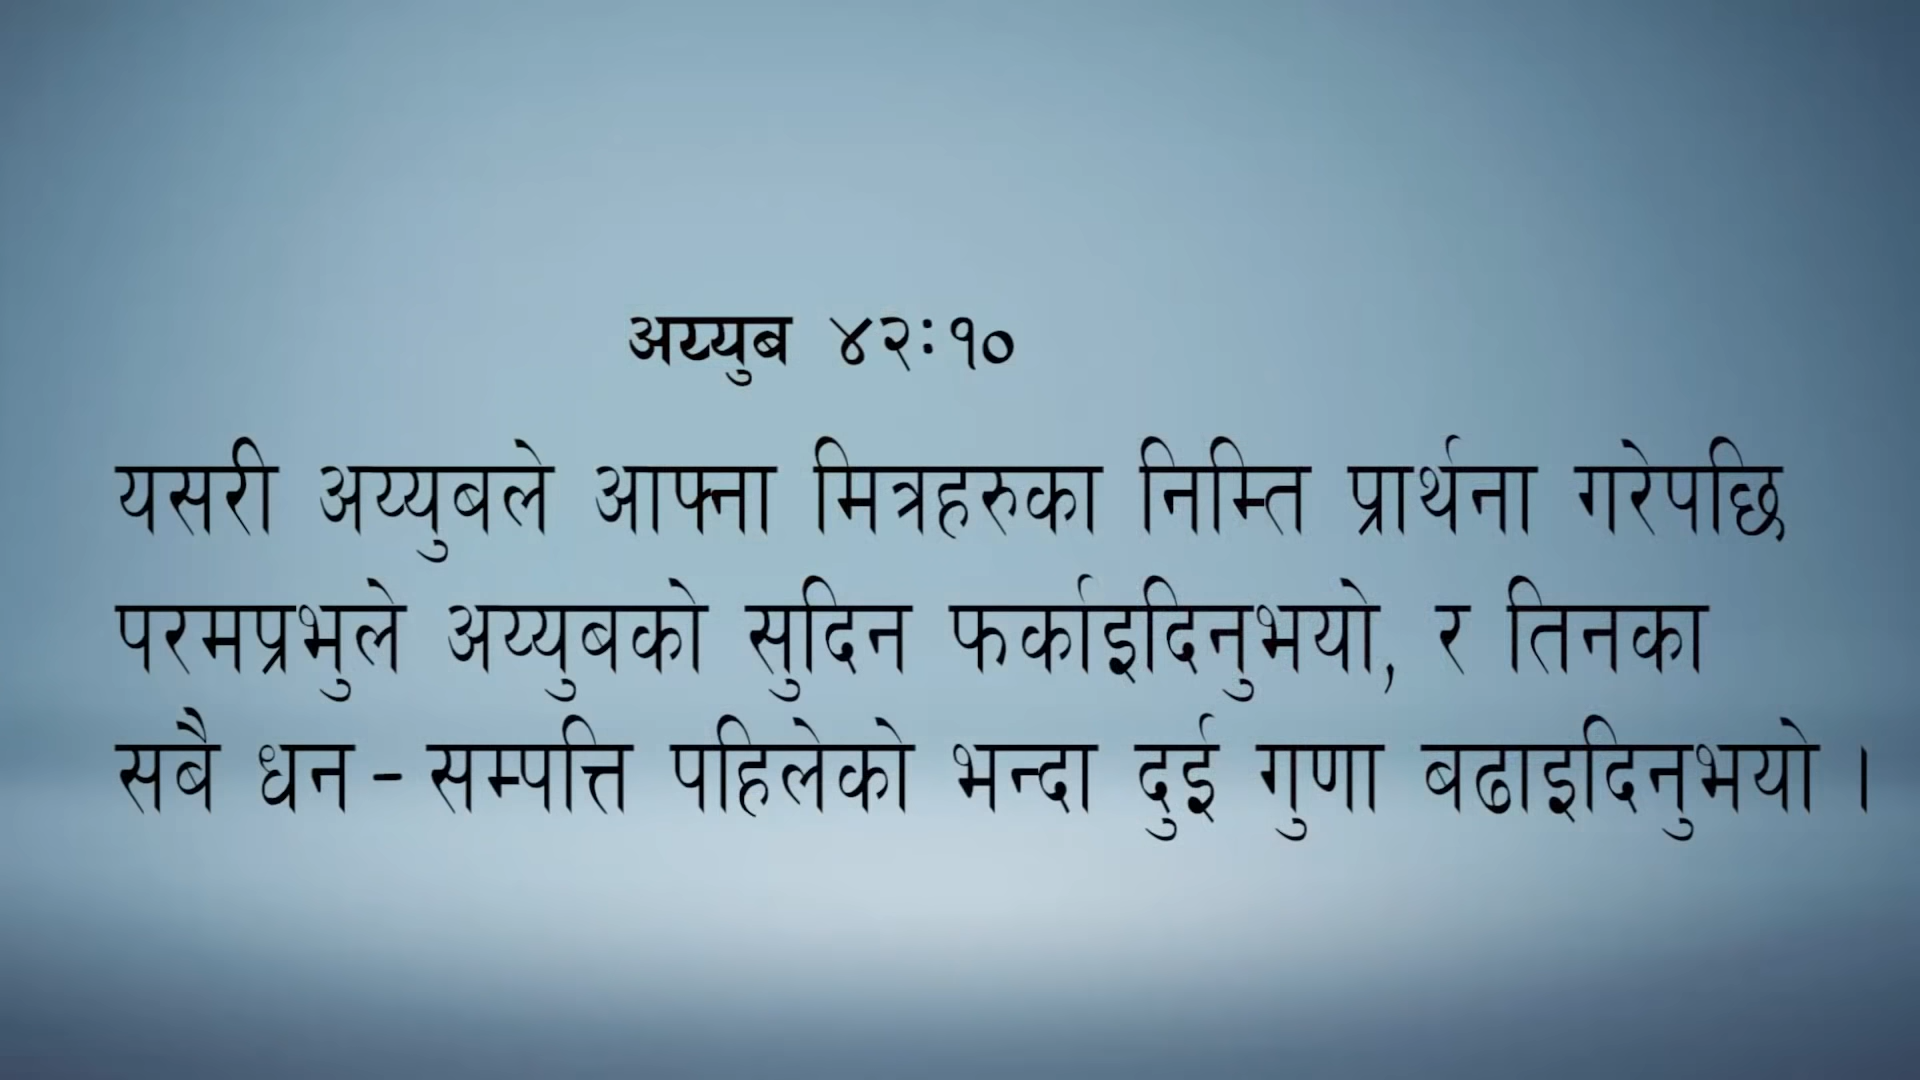 अय्युब ४२:१०
यसरी अय्युबले आफ्ना मित्रहरुका निम्ति प्रार्थना गरेपछि
परमप्रभुले अय्युबको सुदिन फर्काइदिनुभयो, र तिनका
सबै धन - सम्पत्ति पहिलेको भन्दा दुई गुणा बढाइदिनुभयो ।